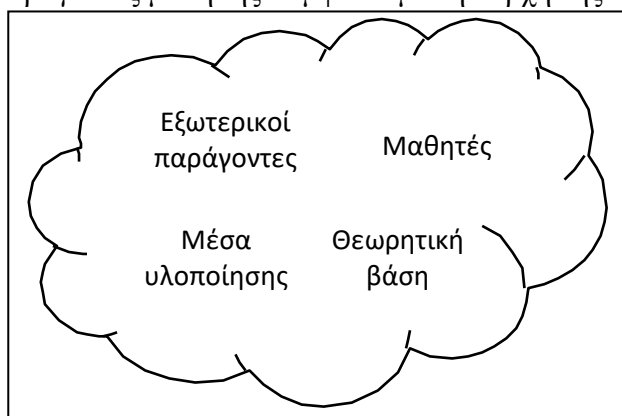 Εξωτερικοί
παράγοντες
Μαθητές
Μέσα
υλοποίησης
Θεωρητική
βάση